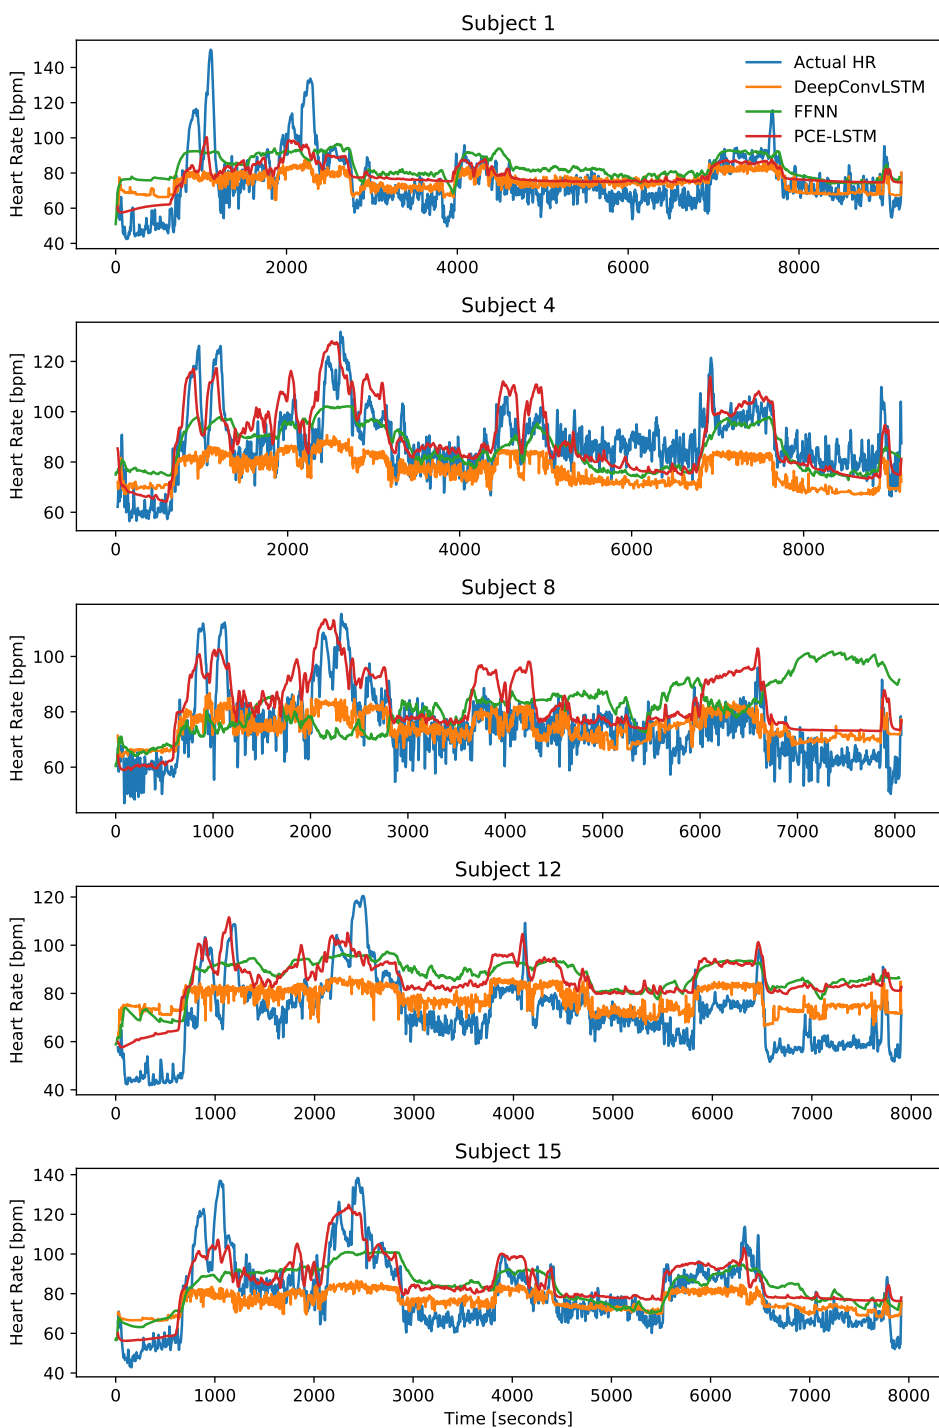 Subject 1
Heart Rate [bpm]
140
120
100
80
60
40
Actual HR
DeepConvLSTM
FFNN
PCE-LSTM
0 2000 4000 6000 8000
Subject 4
Heart Rate [bpm]
120
100
80
60
0 2000 4000 6000 8000
Subject 8
Heart Rate [bpm]
100
80
60
0 1000 2000 3000 4000 5000 6000 7000 8000
Subject 12
Heart Rate [bpm]
120
100
80
60
40
0 1000 2000 3000 4000 5000 6000 7000 8000
Subject 15
Heart Rate [bpm]
140
120
100
80
60
40
0 1000 2000 3000 4000 5000 6000 7000 8000
Time [seconds]